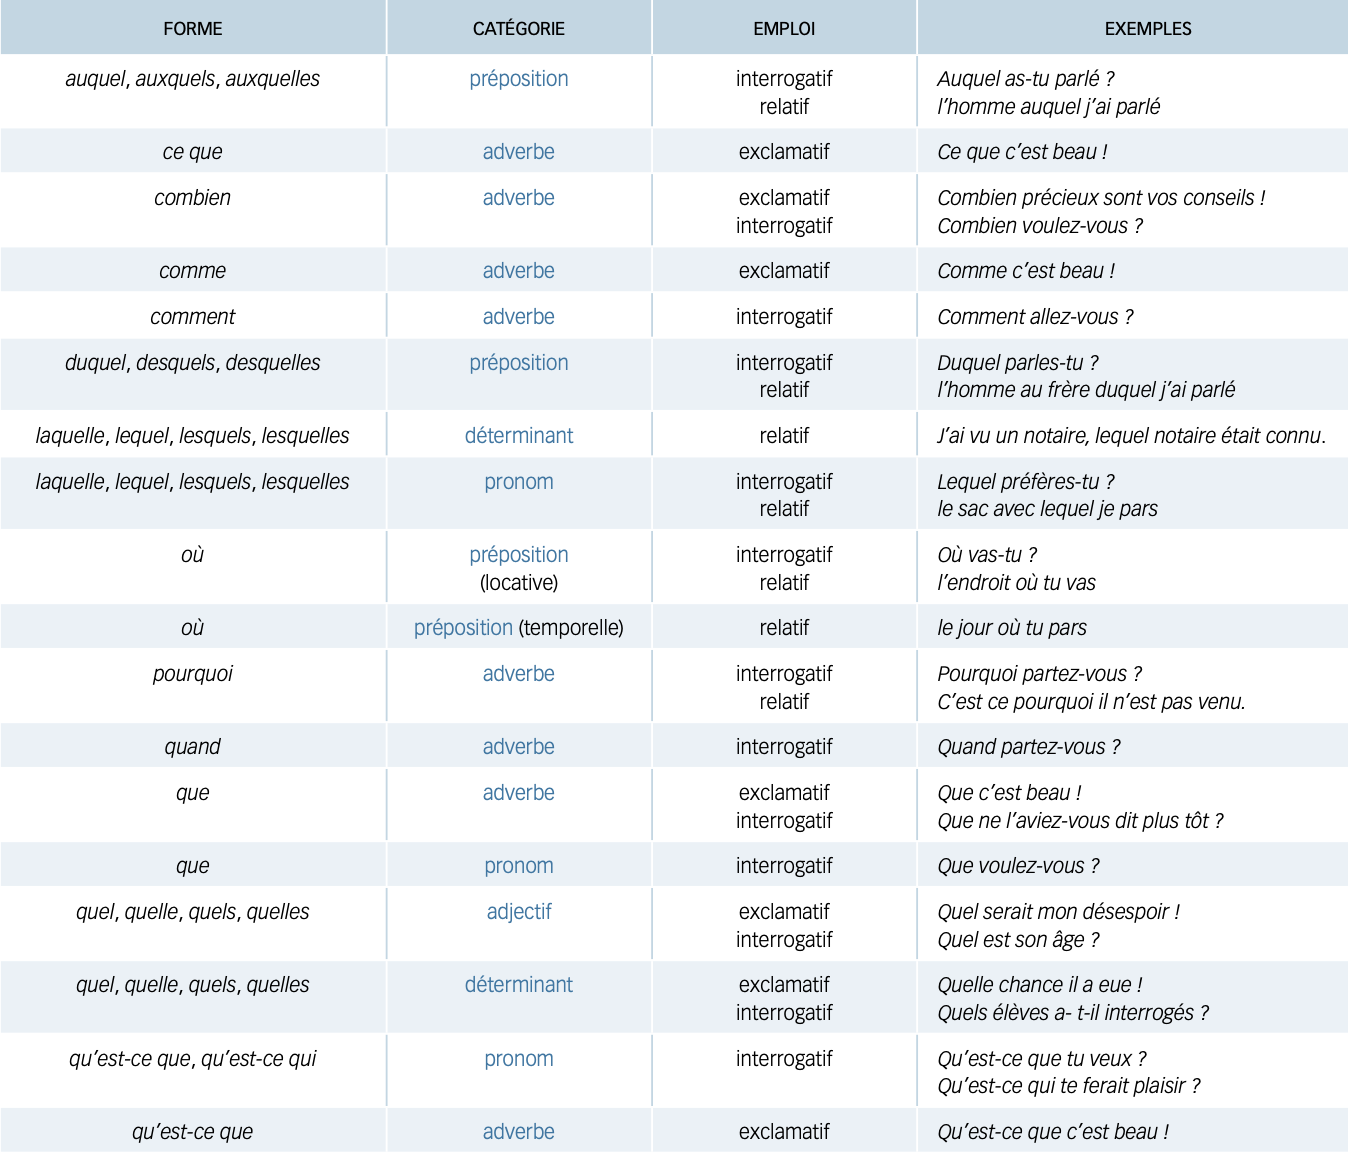 FORME CATÉGORIE EMPLOI EXEMPLES
auquel, auxquels, auxquelles préposition interrogatif Auquel as-tu parlé ?
relatif l’homme auquel j’ai parlé
ce que adverbe exclamatif Ce que c’est beau !
combien adverbe exclamatif Combien précieux sont vos conseils !
interrogatif Combien voulez-vous ?
comme adverbe exclamatif Comme c’est beau !
comment adverbe interrogatif Comment allez-vous ?
duquel, desquels, desquelles préposition interrogatif Duquel parles-tu ?
relatif l’homme au frère duquel j’ai parlé
laquelle, lequel, lesquels, lesquelles déterminant relatif J’ai vu un notaire, lequel notaire était connu.
laquelle, lequel, lesquels, lesquelles pronom interrogatif Lequel préfères-tu ?
relatif le sac avec lequel je pars
où préposition interrogatif Où vas-tu ?
(locative) relatif l’endroit où tu vas
où préposition (temporelle) relatif le jour où tu pars
pourquoi adverbe interrogatif Pourquoi partez-vous ?
relatif C’est ce pourquoi il n’est pas venu.
quand adverbe interrogatif Quand partez-vous ?
que adverbe exclamatif Que c’est beau !
interrogatif Que ne l’aviez-vous dit plus tôt ?
que pronom interrogatif Que voulez-vous ?
quel, quelle, quels, quelles adjectif exclamatif Quel serait mon désespoir !
interrogatif Quel est son âge ?
quel, quelle, quels, quelles déterminant exclamatif Quelle chance il a eue !
interrogatif Quels élèves a- t-il interrogés ?
qu’est-ce que, qu’est-ce qui pronom interrogatif Qu’est-ce que tu veux ?
Qu’est-ce qui te ferait plaisir ?
qu’est-ce que adverbe exclamatif Qu’est-ce que c’est beau !